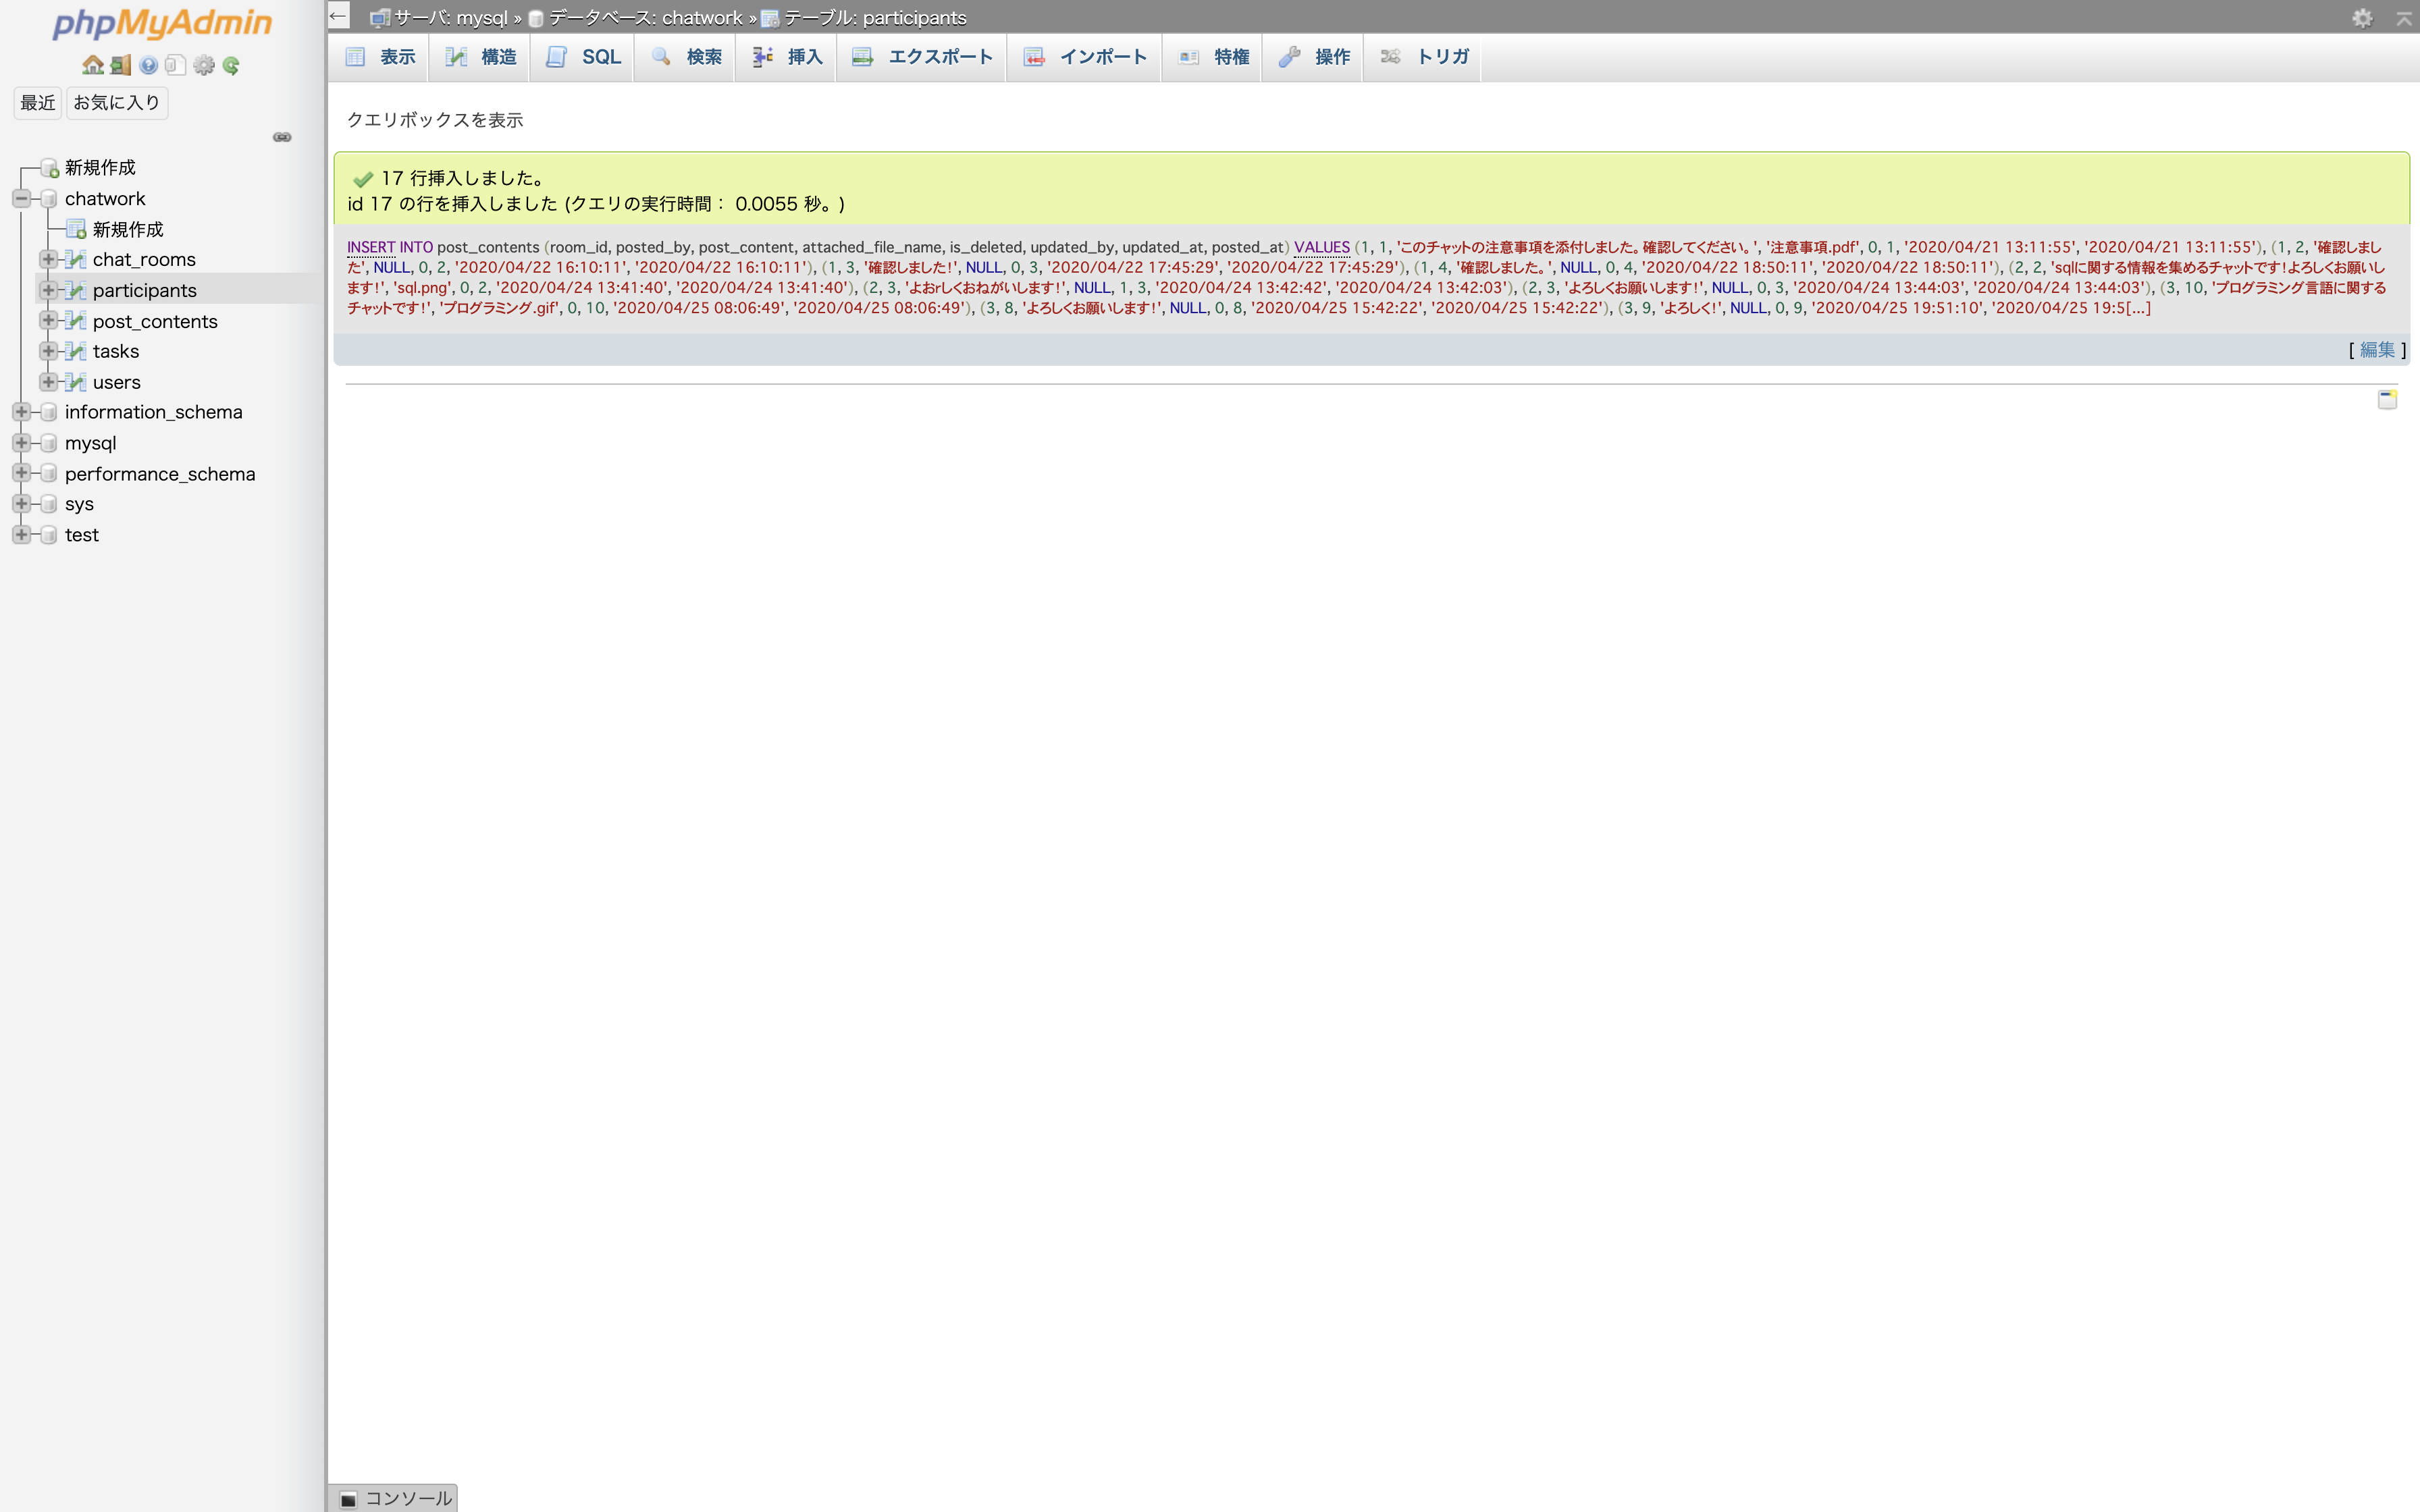 phpMyAdmin
最近 お気に入り
新規作成
chatwork
新規作成
chat_rooms
participants
post_contents
tasks
users
information_schema
mysql
performance_schema
sys
test
サーバ: mysql » データベース: chatwork » テーブル: participants
表示 構造 SQL 検索 挿入 エクスポート インポート 特権 操作 トリガ
クエリボックスを表示
17 行挿入しました。
id 17 の行を挿入しました (クエリの実行時間： 0.0055 秒。)
INSERT INTO post_contents (room_id, posted_by, post_content, attached_file_name, is_deleted, updated_by, updated_at, posted_at) VALUES (1, 1, 'このチャットの注意事項を添付しました。確認してください。', '注意事項.pdf', 0, 1, '2020/04/21 13:11:55', '2020/04/21 13:11:55'), (1, 2, '確認しまし
た', NULL, 0, 2, '2020/04/22 16:10:11', '2020/04/22 16:10:11'), (1, 3, '確認しました!', NULL, 0, 3, '2020/04/22 17:45:29', '2020/04/22 17:45:29'), (1, 4, '確認しました。', NULL, 0, 4, '2020/04/22 18:50:11', '2020/04/22 18:50:11'), (2, 2, 'sqlに関する情報を集めるチャットです!よろしくお願いし
ます!', 'sql.png', 0, 2, '2020/04/24 13:41:40', '2020/04/24 13:41:40'), (2, 3, 'よおrしくおねがいします!', NULL, 1, 3, '2020/04/24 13:42:42', '2020/04/24 13:42:03'), (2, 3, 'よろしくお願いします!', NULL, 0, 3, '2020/04/24 13:44:03', '2020/04/24 13:44:03'), (3, 10, 'プログラミング言語に関する
チャットです!', 'プログラミング.gif', 0, 10, '2020/04/25 08:06:49', '2020/04/25 08:06:49'), (3, 8, 'よろしくお願いします!', NULL, 0, 8, '2020/04/25 15:42:22', '2020/04/25 15:42:22'), (3, 9, 'よろしく!', NULL, 0, 9, '2020/04/25 19:51:10', '2020/04/25 19:5[...]
[ 編集 ]
コンソール